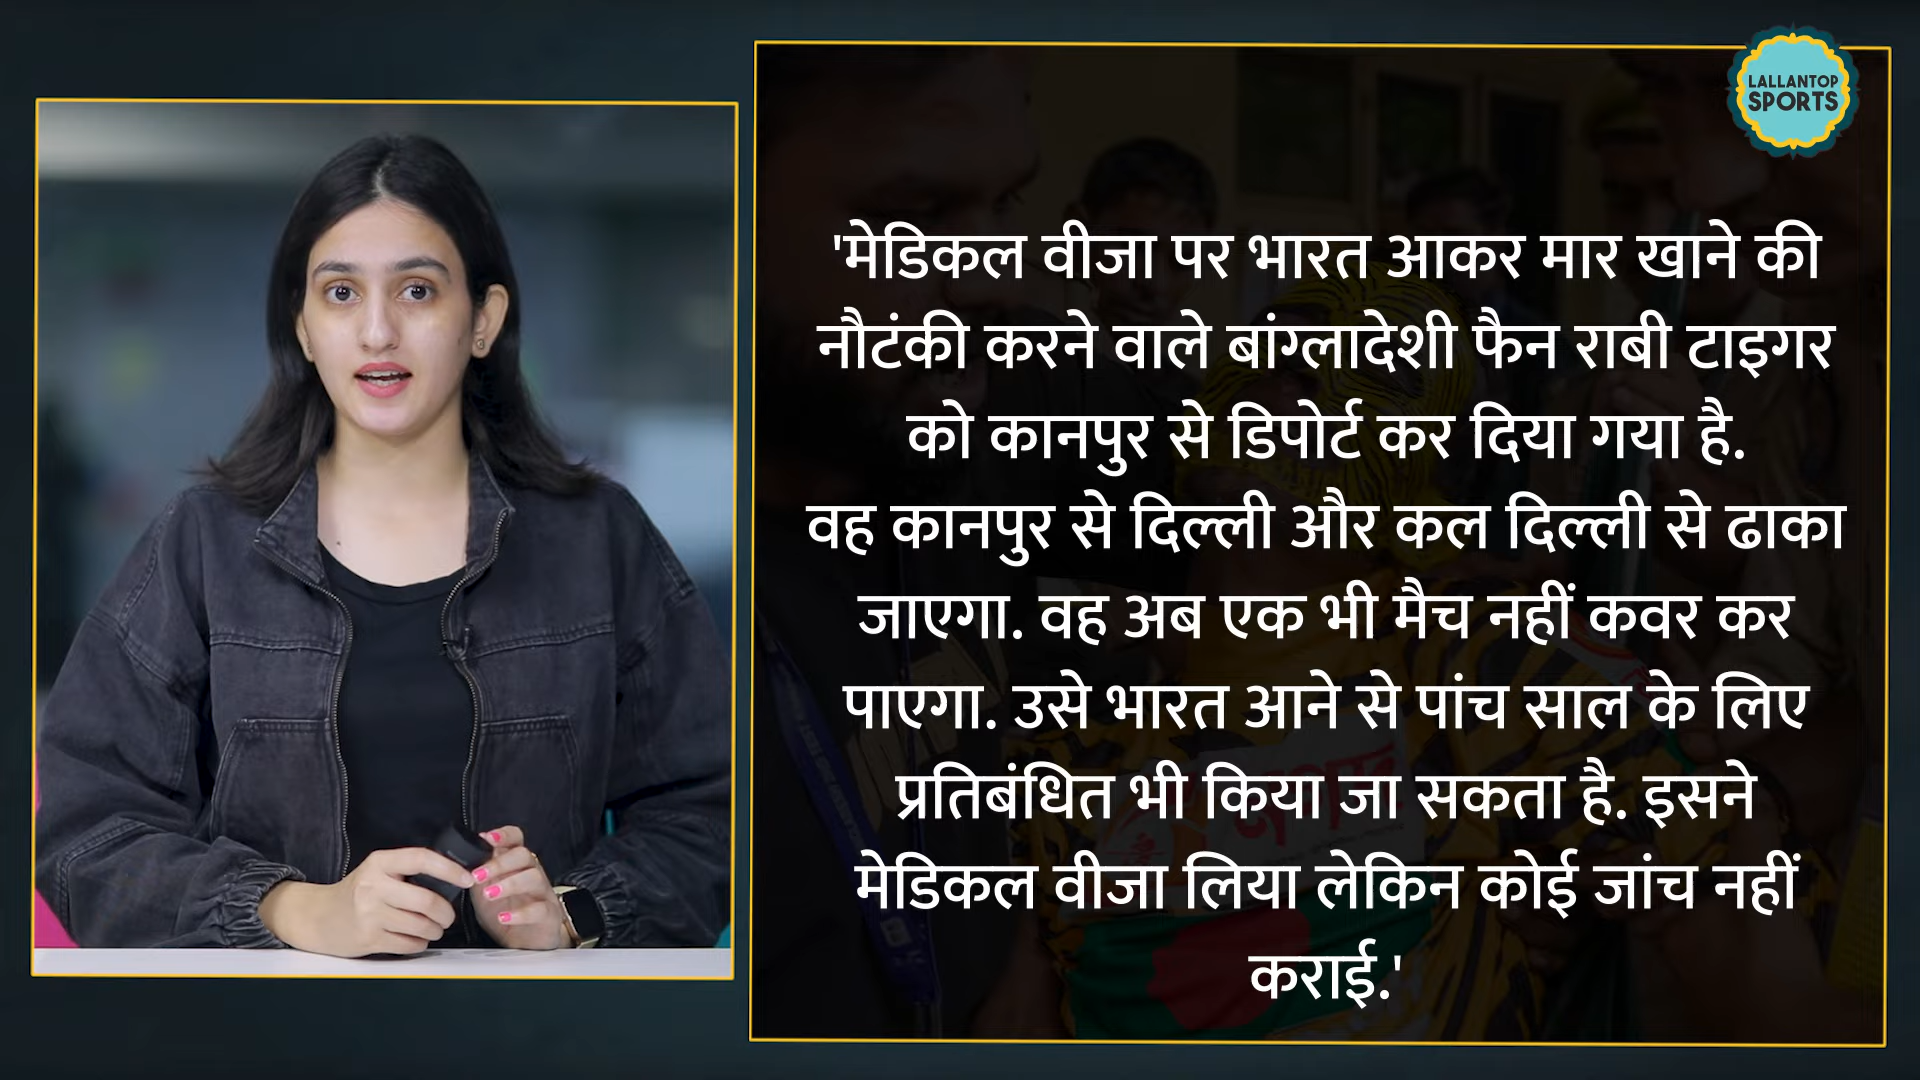 LALLANTOP
SPORTS
'मेडिकल वीजा पर भारत आकर मार खाने की
नौटंकी करने वाले बांग्लादेशी फैन राबी टाइगर
को कानपुर से डिपोर्ट कर दिया गया है.
वह कानपुर से दिल्ली और कल दिल्ली से ढाका
जाएगा. वह अब एक भी मैच नहीं कवर कर
पाएगा. उसे भारत आने से पांच साल के लिए
प्रतिबंधित भी किया जा सकता है. इसने
मेडिकल वीजा लिया लेकिन कोई जांच नहीं
कराई.'